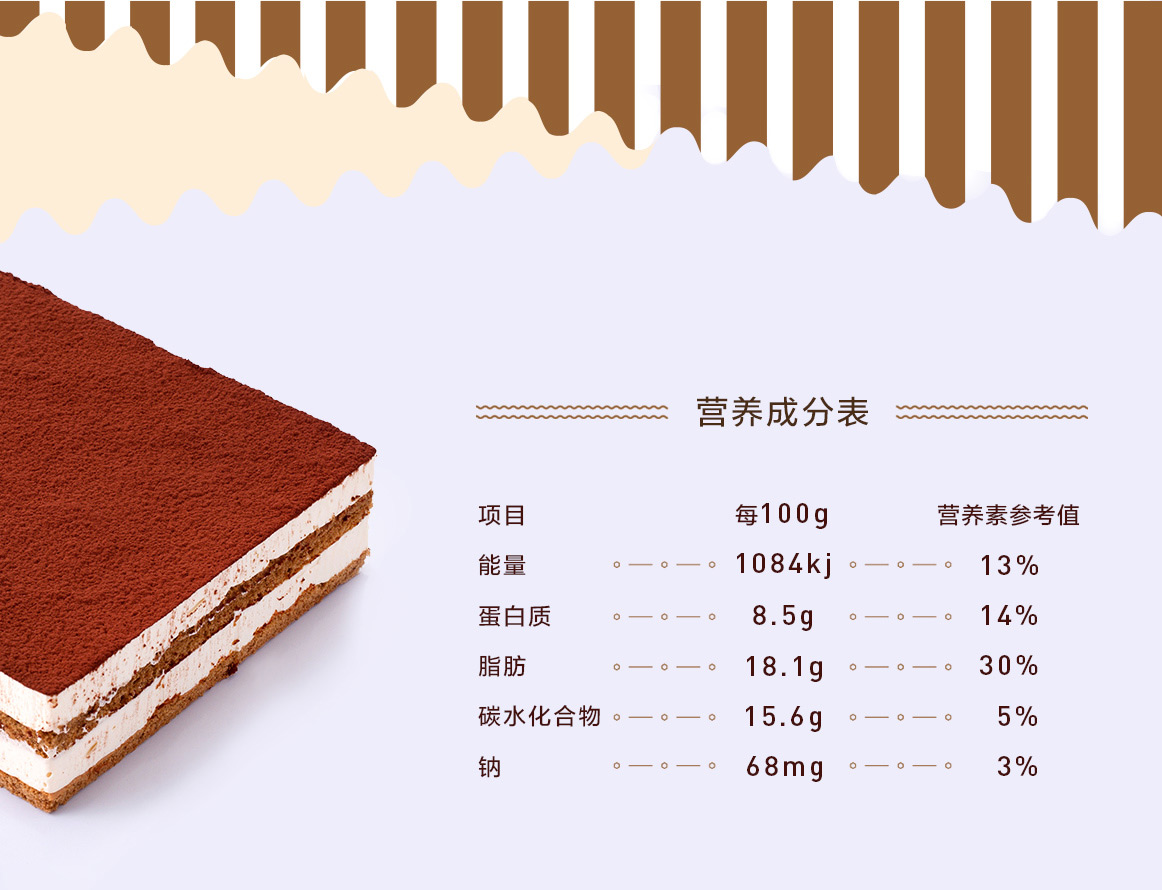 营养成分表
项目 每100g 营养素参考值
能量 1084kj 13%
蛋白质 8.5g 14%
脂肪 18.1g 30%
碳水化合物 15.6g 5%
钠 68mg 3%